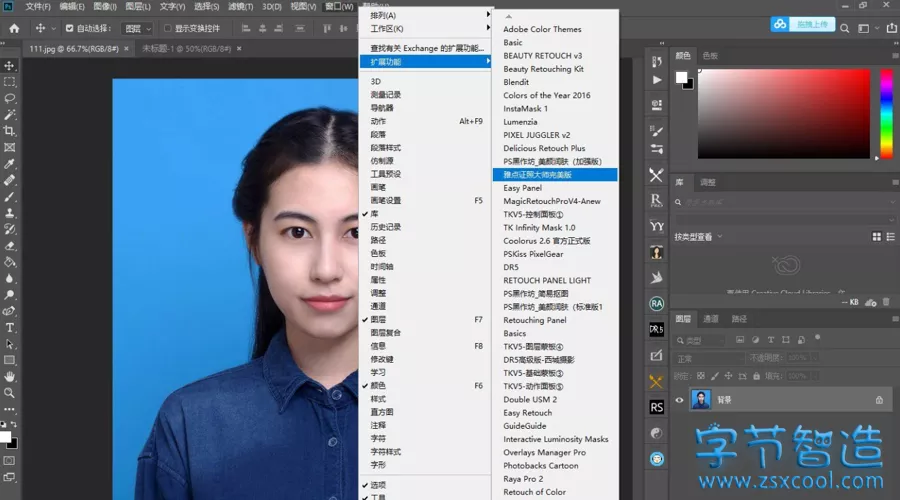 文件(F) 编辑(E) 图像(I) 图层(L) 文字(Y) 选择(S) 滤镜(T) 3D(D) 视图(V) 窗口(W)
自动选择: 图层 显示变换控件
拖拽上传
111.jpg @ 66.7%(RGB/8#) × 未标题-1 @ 50%(RGB/8#) ×
排列(A)
工作区(K)
查找有关 Exchange 的扩展功能...
扩展功能
3D
测量记录
导航器
动作 Alt+F9
段落
段落样式
仿制源
工具预设
画笔
画笔设置 F5
库
历史记录
路径
色板
时间轴
属性
调整
通道
图层 F7
图层复合
信息 F8
修改键
学习
颜色 F6
样式
直方图
注释
字符
字符样式
字形
选项
工具
Adobe Color Themes
Basic
BEAUTY RETOUCH v3
Beauty Retouching Kit
Blendit
Colors of the Year 2016
InstaMask 1
Lumenzia
PIXEL JUGGLER v2
Delicious Retouch Plus
PS黑作坊_美颜润肤（加强版）
雅点证照大师完美版
Easy Panel
MagicRetouchProV4-Anew
TKV5-控制面板①
TK Infinity Mask 1.0
Coolorus 2.6 官方正式版
PSKiss PixelGear
DR5
RETOUCH PANEL LIGHT
PS黑作坊_简易抠图
PS黑作坊_美颜润肤（标准版1
Retouching Panel
Basics
TKV5-图层蒙板④
DR5高级版-西城摄影
TKV5-基础蒙板③
TKV5-动作面板⑤
Double USM 2
Easy Retouch
GuideGuide
Interactive Luminosity Masks
Overlays Manager Pro
Photobacks Cartoon
Raya Pro 2
Retouch of Color
颜色 色板
库 调整
按类型查看
-- KB
图层 通道 路径
类型
正常 不透明度: 100%
锁定: 填充: 100%
背景
RA
DR5
RS
字节智造
www.zsxcool.com